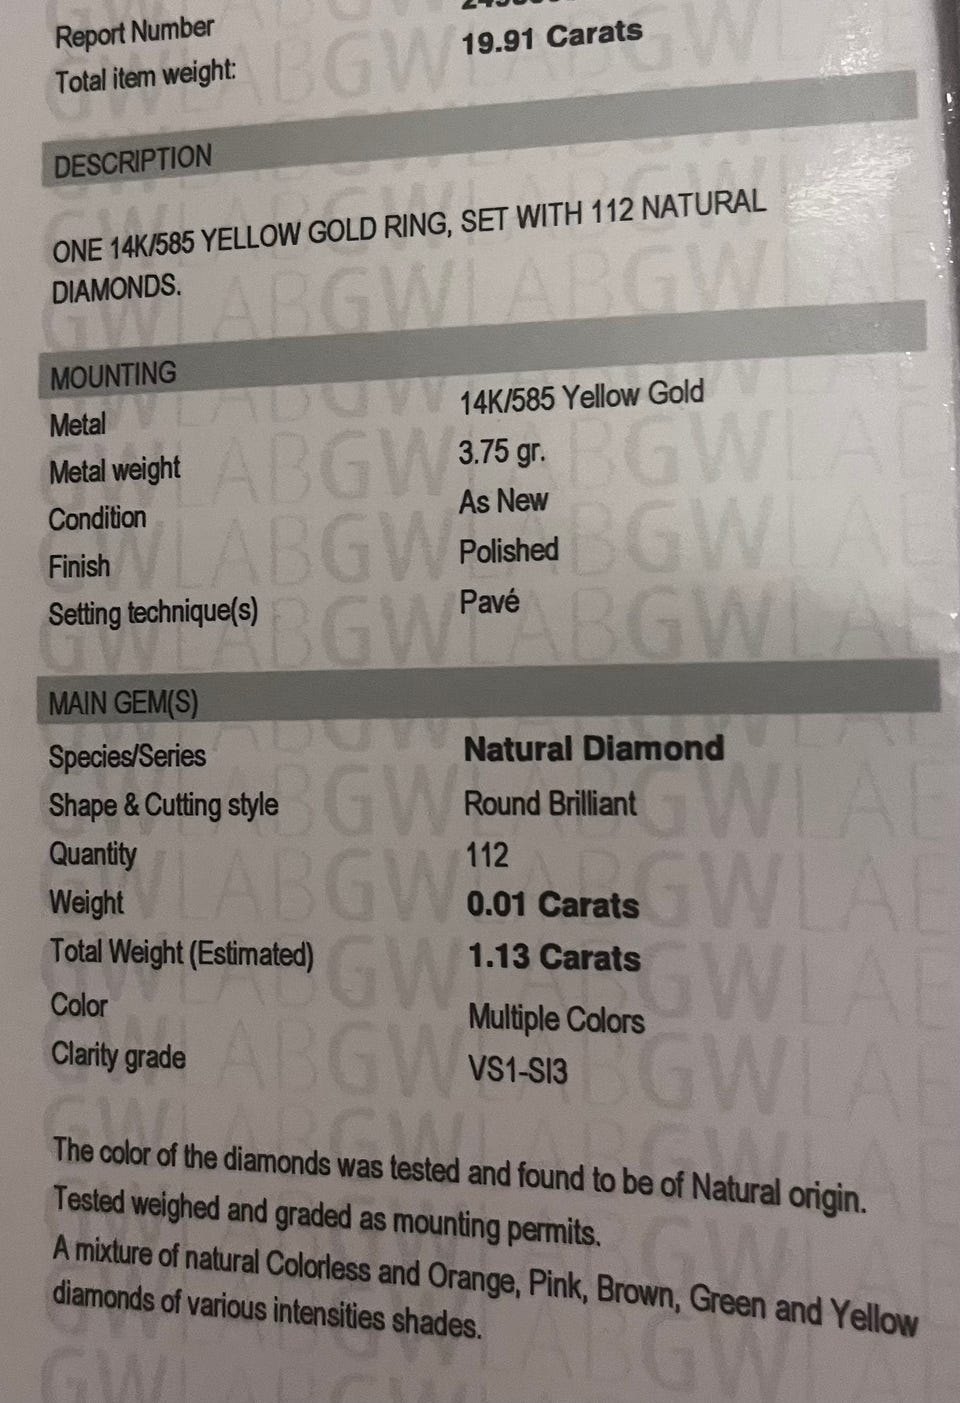 Report Number
Total item weight: 19.91 Carats
DESCRIPTION
ONE 14K/585 YELLOW GOLD RING, SET WITH 112 NATURAL
DIAMONDS.
MOUNTING
Metal 14K/585 Yellow Gold
Metal weight 3.75 gr.
Condition As New
Finish Polished
Setting technique(s) Pavé
MAIN GEM(S)
Species/Series Natural Diamond
Shape & Cutting style Round Brilliant
Quantity 112
Weight 0.01 Carats
Total Weight (Estimated) 1.13 Carats
Color Multiple Colors
Clarity grade VS1-SI3
The color of the diamonds was tested and found to be of Natural origin.
Tested weighed and graded as mounting permits.
A mixture of natural Colorless and Orange, Pink, Brown, Green and Yellow
diamonds of various intensities shades.